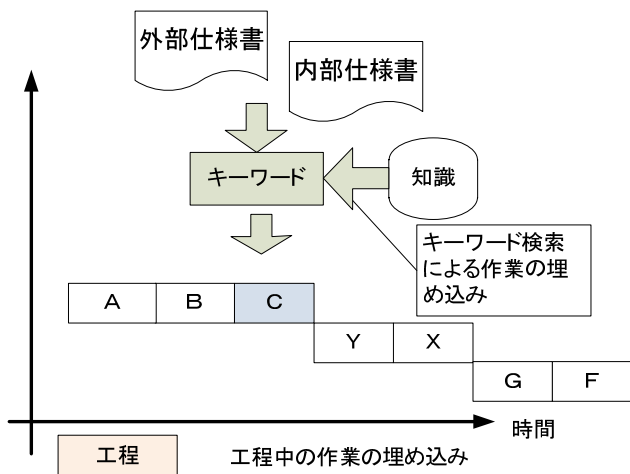 外部仕様書
内部仕様書
キーワード
知識
キーワード検索
による作業の埋
め込み
A B C
Y X
G F
時間
工程
工程中の作業の埋め込み